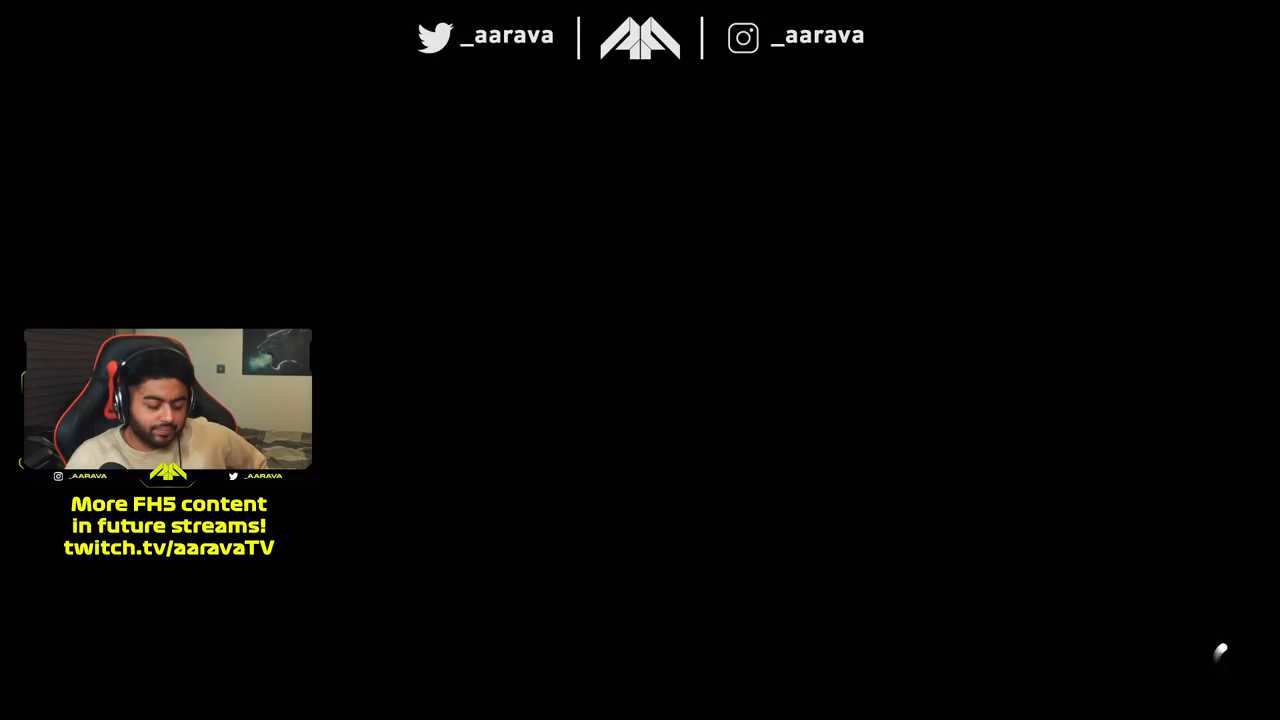 _aarava
_aarava
_AARAVA
_AARAVA
More FH5 content
in future streams!
twitch.tv/aaravaTV